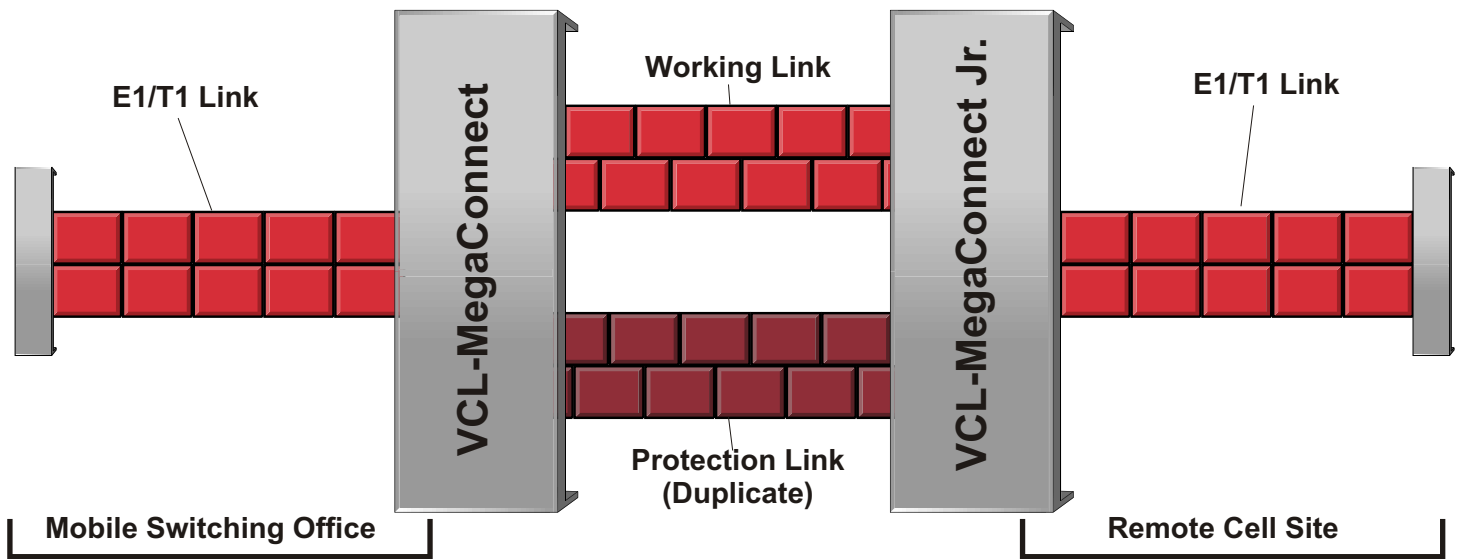 E1/T1 Link
VCL-MegaConnect
Working Link
Protection Link
(Duplicate)
VCL-MegaConnect Jr.
E1/T1 Link
Mobile Switching Office
Remote Cell Site